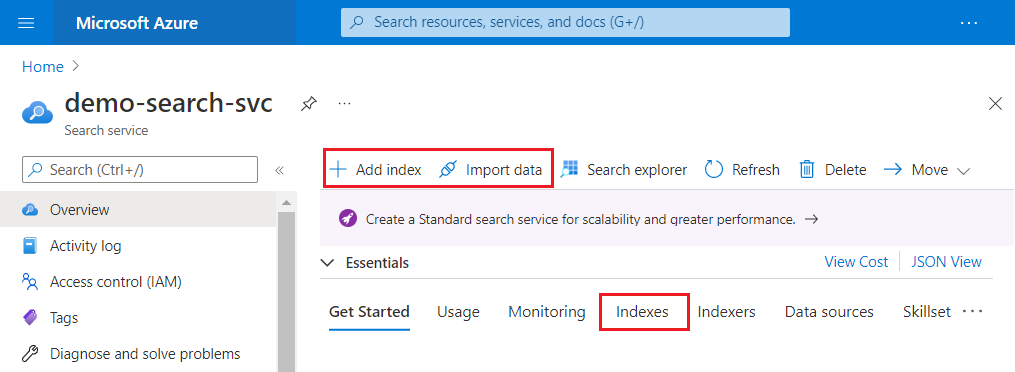 Microsoft Azure
Search resources, services, and docs (G+/)
Home
demo-search-svc
Search service
Search (Ctrl+/)
Overview
Activity log
Access control (IAM)
Tags
Diagnose and solve problems
Add index Import data Search explorer Refresh Delete Move
Create a Standard search service for scalability and greater performance.
Essentials View Cost JSON View
Get Started Usage Monitoring Indexes Indexers Data sources Skillset